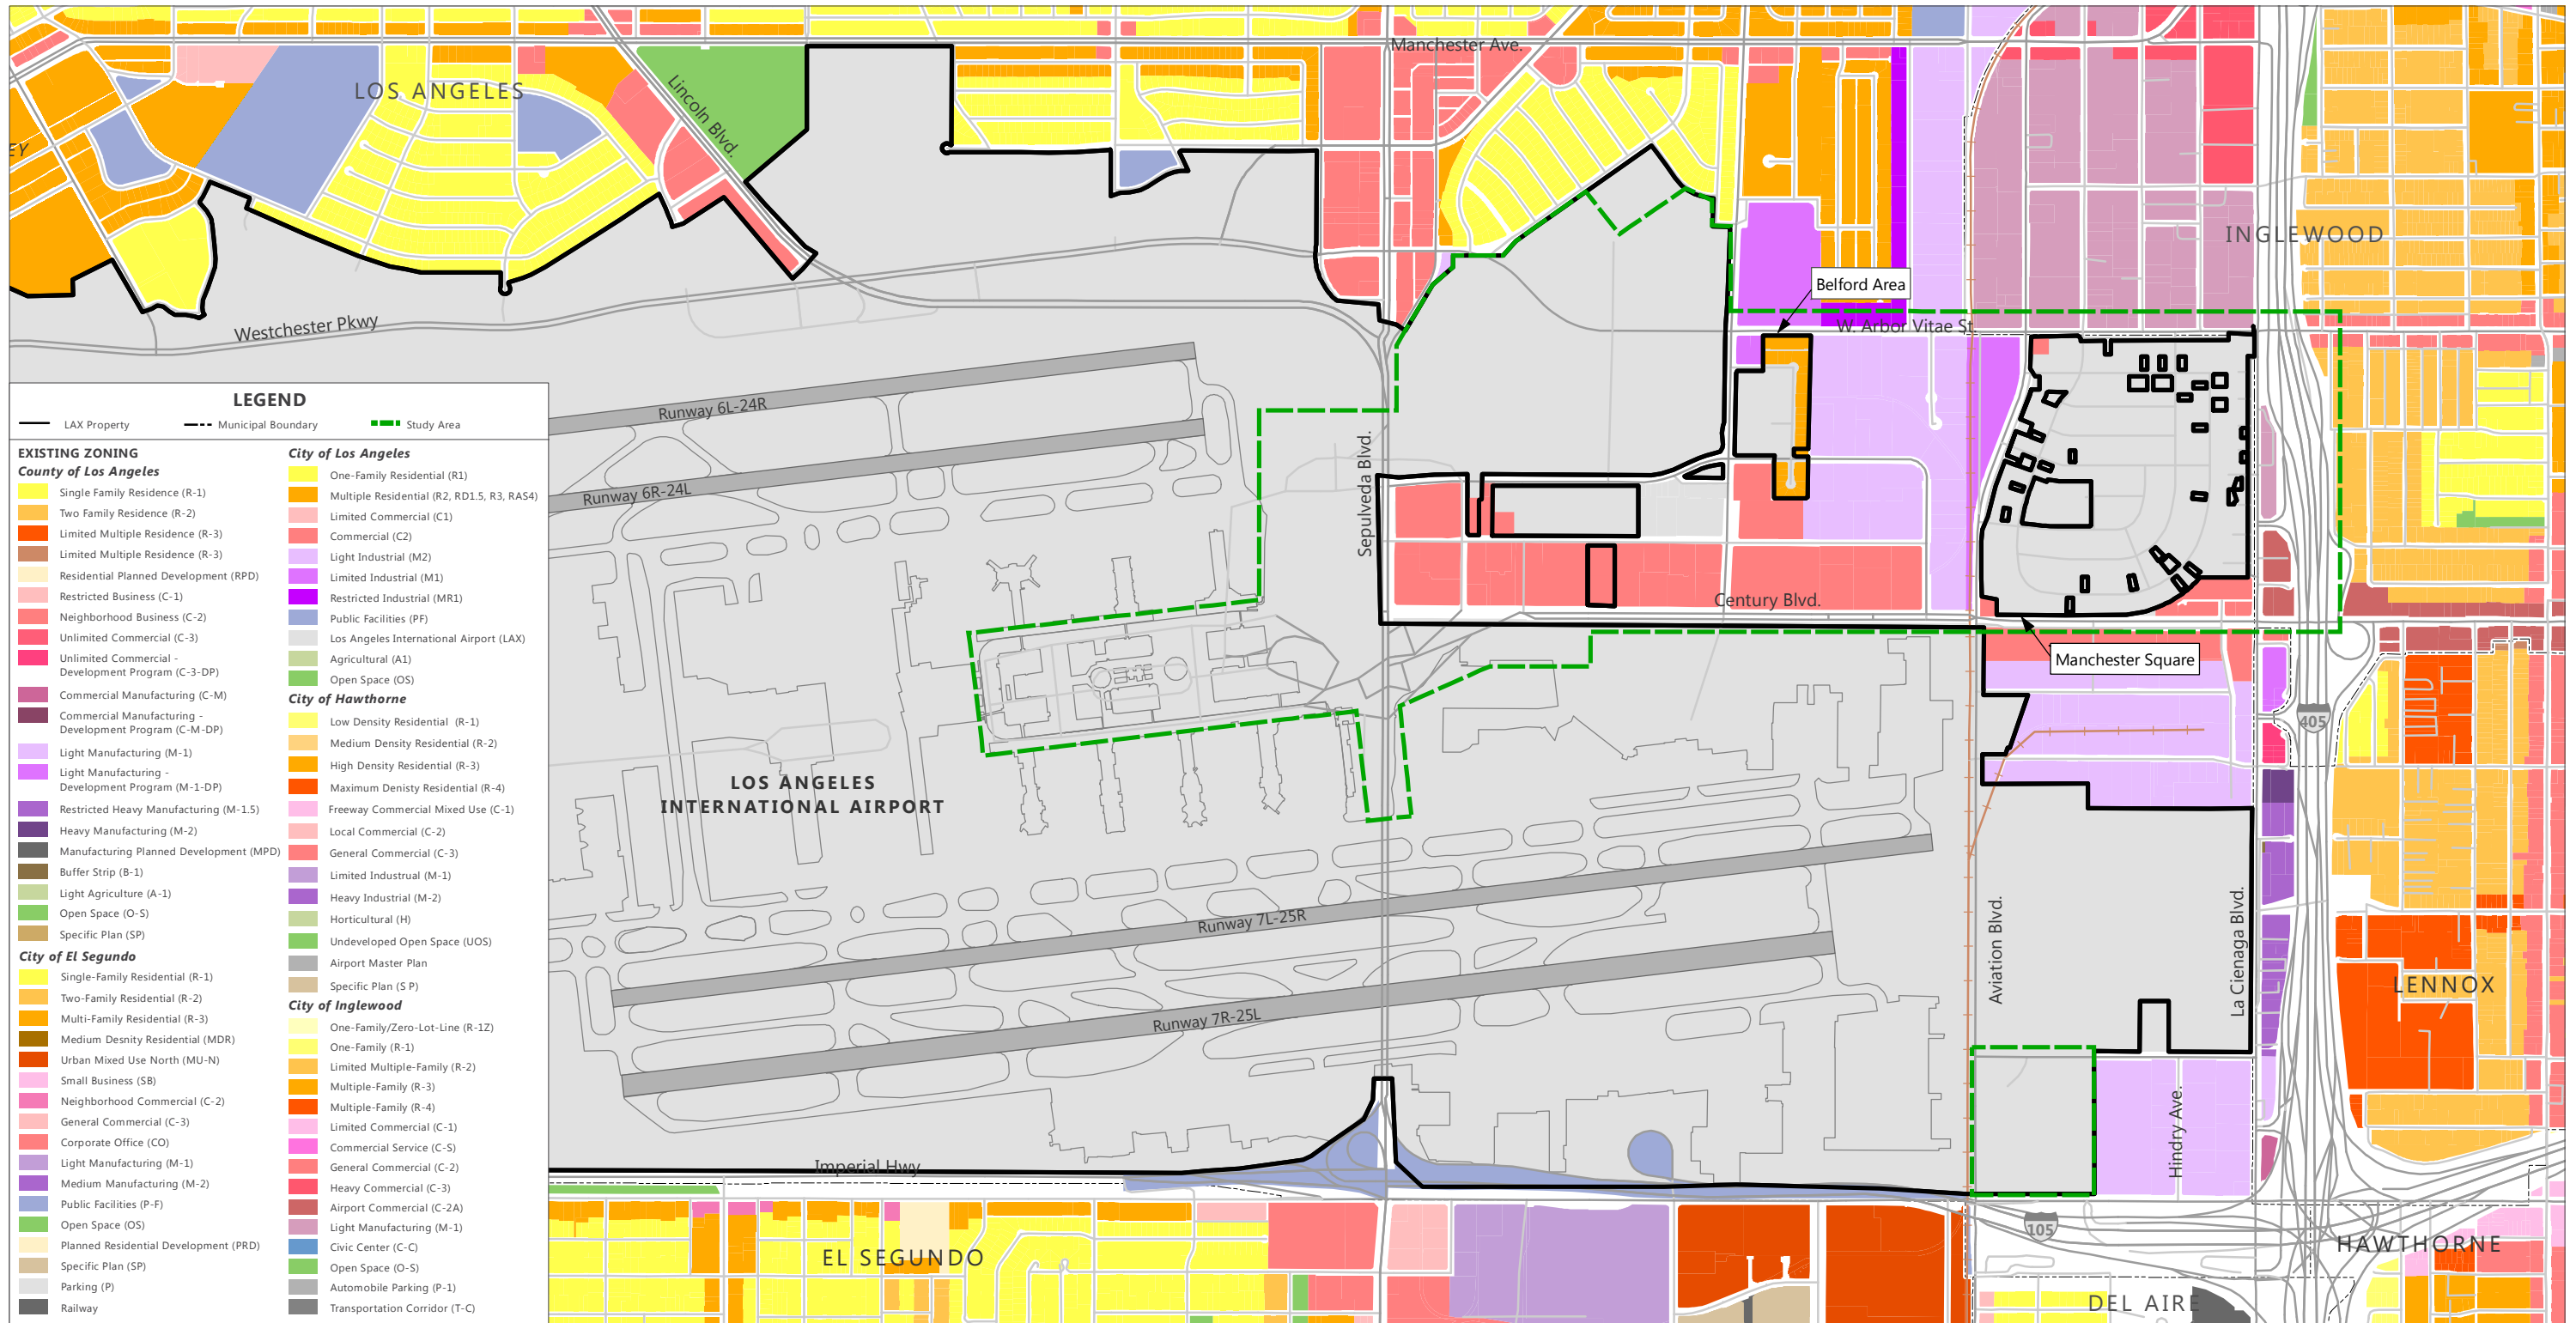 Manchester Ave.
LOS ANGELES
Lincoln Blvd.
EY
INGLEWOOD
Belford Area
W. Arbor Vitae St.
Westchester Pkwy
Runway 6L-24R
Runway 6R-24L
Sepulveda Blvd.
Century Blvd.
Manchester Square
405
LOS ANGELES
INTERNATIONAL AIRPORT
Runway 7L-25R
Runway 7R-25L
Aviation Blvd.
La Cienaga Blvd.
LENNOX
Hindry Ave.
Imperial Hwy
105
EL SEGUNDO
HAWTHORNE
DEL AIRE
LEGEND
LAX Property
Municipal Boundary
Study Area
EXISTING ZONING
County of Los Angeles
Single Family Residence (R-1)
Two Family Residence (R-2)
Limited Multiple Residence (R-3)
Limited Multiple Residence (R-3)
Residential Planned Development (RPD)
Restricted Business (C-1)
Neighborhood Business (C-2)
Unlimited Commercial (C-3)
Unlimited Commercial -
Development Program (C-3-DP)
Commercial Manufacturing (C-M)
Commercial Manufacturing -
Development Program (C-M-DP)
Light Manufacturing (M-1)
Light Manufacturing -
Development Program (M-1-DP)
Restricted Heavy Manufacturing (M-1.5)
Heavy Manufacturing (M-2)
Manufacturing Planned Development (MPD)
Buffer Strip (B-1)
Light Agriculture (A-1)
Open Space (O-S)
Specific Plan (SP)
City of El Segundo
Single-Family Residential (R-1)
Two-Family Residential (R-2)
Multi-Family Residential (R-3)
Medium Desnity Residential (MDR)
Urban Mixed Use North (MU-N)
Small Business (SB)
Neighborhood Commercial (C-2)
General Commercial (C-3)
Corporate Office (CO)
Light Manufacturing (M-1)
Medium Manufacturing (M-2)
Public Facilities (P-F)
Open Space (OS)
Planned Residential Development (PRD)
Specific Plan (SP)
Parking (P)
Railway
City of Los Angeles
One-Family Residential (R1)
Multiple Residential (R2, RD1.5, R3, RAS4)
Limited Commercial (C1)
Commercial (C2)
Light Industrial (M2)
Limited Industrial (M1)
Restricted Industrial (MR1)
Public Facilities (PF)
Los Angeles International Airport (LAX)
Agricultural (A1)
Open Space (OS)
City of Hawthorne
Low Density Residential (R-1)
Medium Density Residential (R-2)
High Density Residential (R-3)
Maximum Denisty Residential (R-4)
Freeway Commercial Mixed Use (C-1)
Local Commercial (C-2)
General Commercial (C-3)
Limited Industrual (M-1)
Heavy Industrial (M-2)
Horticultural (H)
Undeveloped Open Space (UOS)
Airport Master Plan
Specific Plan (S P)
City of Inglewood
One-Family/Zero-Lot-Line (R-1Z)
One-Family (R-1)
Limited Multiple-Family (R-2)
Multiple-Family (R-3)
Multiple-Family (R-4)
Limited Commercial (C-1)
Commercial Service (C-S)
General Commercial (C-2)
Heavy Commercial (C-3)
Airport Commercial (C-2A)
Light Manufacturing (M-1)
Civic Center (C-C)
Open Space (O-S)
Automobile Parking (P-1)
Transportation Corridor (T-C)